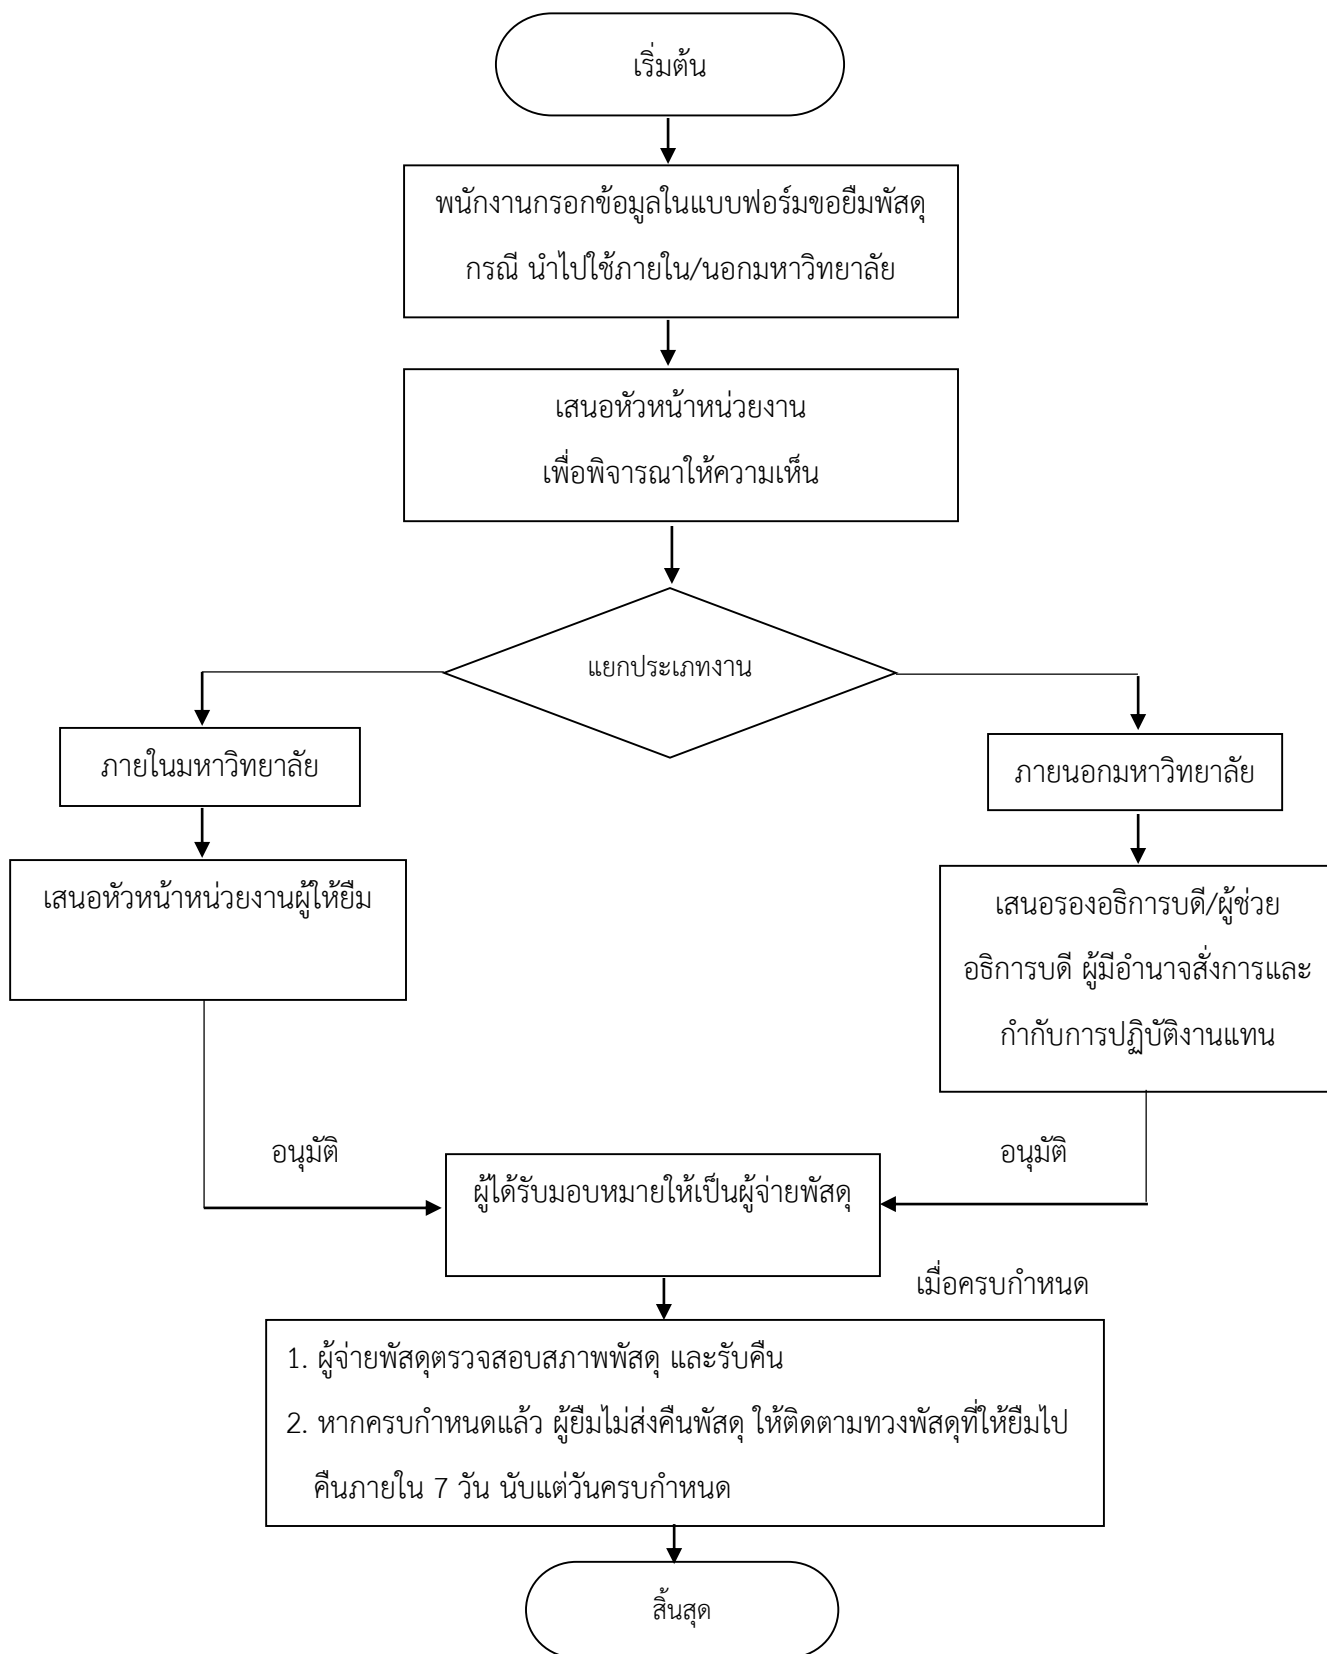 เริ่มต้น
พนักงานกรอกข้อมูลในแบบฟอร์มขอยืมพัสดุ
กรณี นำไปใช้ภายใน/นอกมหาวิทยาลัย
เสนอหัวหน้าหน่วยงาน
เพื่อพิจารณาให้ความเห็น
แยกประเภทงาน
ภายในมหาวิทยาลัย
ภายนอกมหาวิทยาลัย
เสนอหัวหน้าหน่วยงานผู้ให้ยืม
เสนอรองอธิการบดี/ผู้ช่วย
อธิการบดี ผู้มีอำนาจสั่งการและ
กำกับการปฏิบัติงานแทน
อนุมัติ
อนุมัติ
ผู้ได้รับมอบหมายให้เป็นผู้จ่ายพัสดุ
เมื่อครบกำหนด
1. ผู้จ่ายพัสดุตรวจสอบสภาพพัสดุ และรับคืน
2. หากครบกำหนดแล้ว ผู้ยืมไม่ส่งคืนพัสดุ ให้ติดตามทวงพัสดุที่ให้ยืมไป
คืนภายใน 7 วัน นับแต่วันครบกำหนด
สิ้นสุด